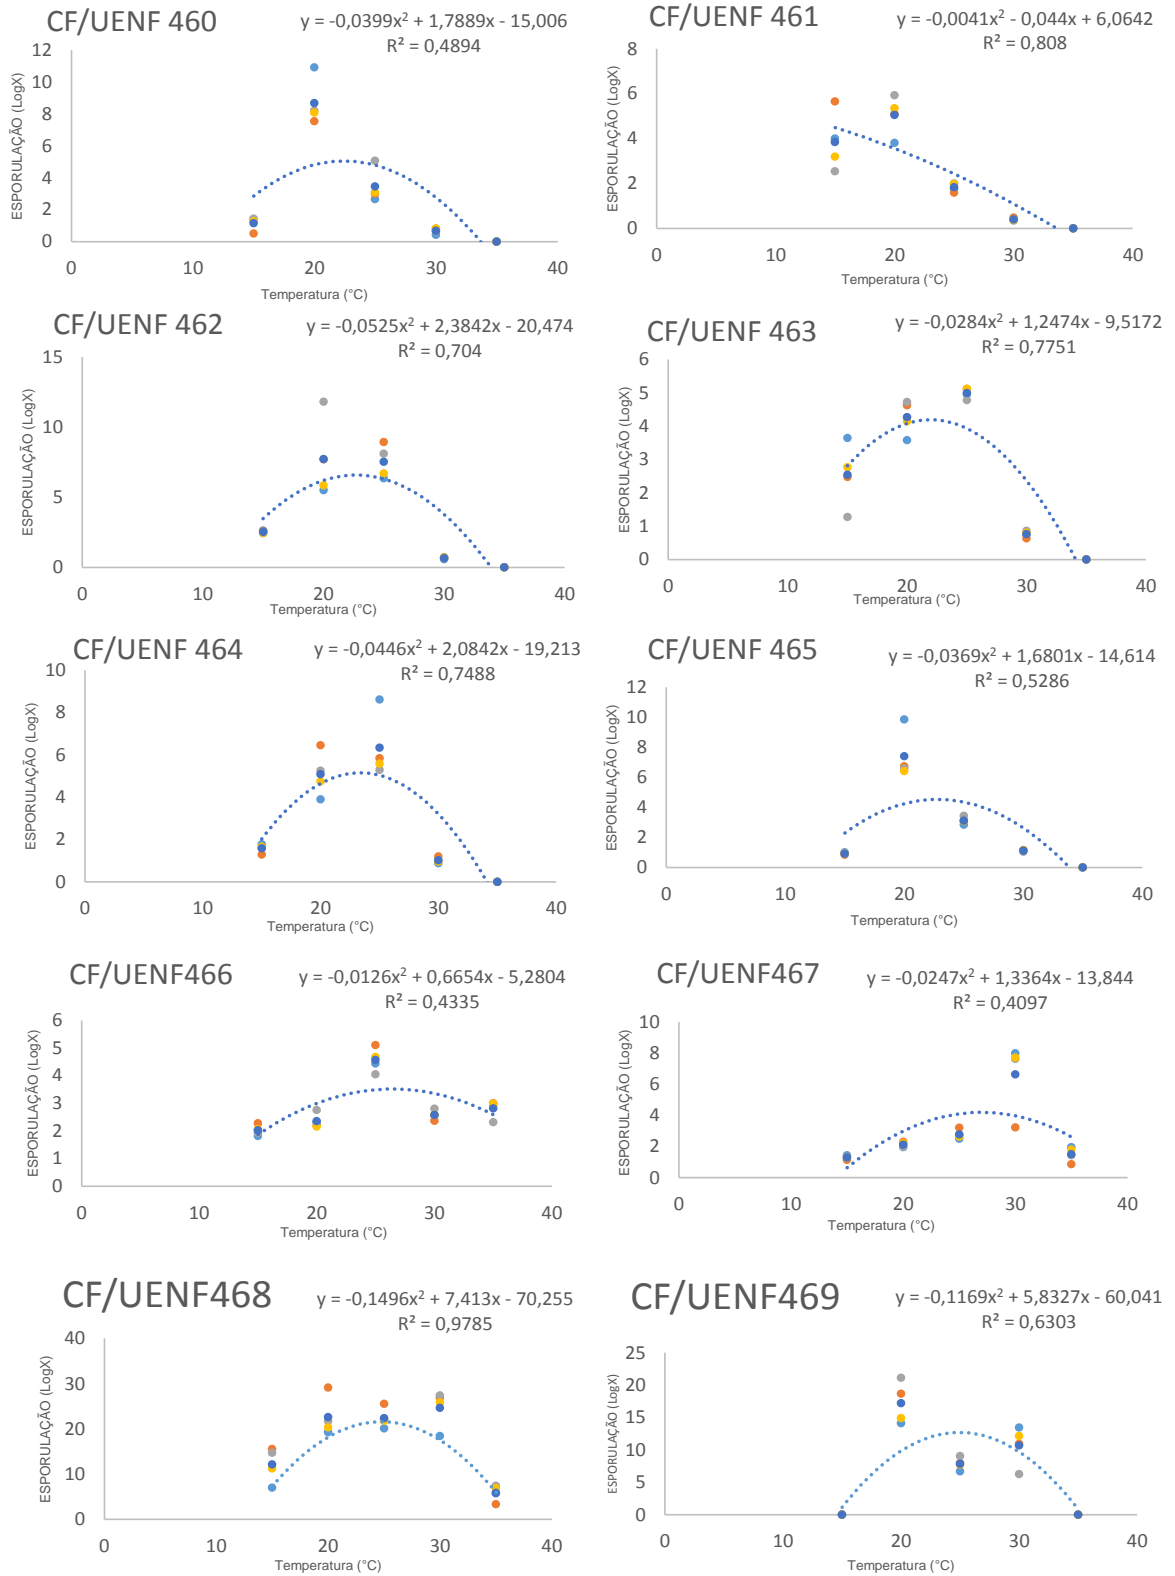 CF/UENF 460
y = -0,0399x² + 1,7889x - 15,006
R² = 0,4894
ESPORULAÇÃO (LogX)
12
10
8
6
4
2
0
0 10 20 30 40
Temperatura (°C)
CF/UENF 461
y = -0,0041x² - 0,044x + 6,0642
R² = 0,808
ESPORULAÇÃO (LogX)
8
6
4
2
0
0 10 20 30 40
Temperatura (°C)
CF/UENF 462
y = -0,0525x² + 2,3842x - 20,474
R² = 0,704
ESPORULAÇÃO (LogX)
15
10
5
0
0 10 20 30 40
Temperatura (°C)
CF/UENF 463
y = -0,0284x² + 1,2474x - 9,5172
R² = 0,7751
ESPORULAÇÃO (LogX)
6
5
4
3
2
1
0
0 10 20 30 40
Temperatura (°C)
CF/UENF 464
y = -0,0446x² + 2,0842x - 19,213
R² = 0,7488
ESPORULAÇÃO (LogX)
10
8
6
4
2
0
0 10 20 30 40
Temperatura (°C)
CF/UENF 465
y = -0,0369x² + 1,6801x - 14,614
R² = 0,5286
ESPORULAÇÃO (LogX)
12
10
8
6
4
2
0
0 10 20 30 40
Temperatura (°C)
CF/UENF466
y = -0,0126x² + 0,6654x - 5,2804
R² = 0,4335
ESPORULAÇÃO (LogX)
6
5
4
3
2
1
0
0 10 20 30 40
Temperatura (°C)
CF/UENF467
y = -0,0247x² + 1,3364x - 13,844
R² = 0,4097
ESPORULAÇÃO (LogX)
10
8
6
4
2
0
0 10 20 30 40
Temperatura (°C)
CF/UENF468
y = -0,1496x² + 7,413x - 70,255
R² = 0,9785
ESPORULAÇÃO (LogX)
40
30
20
10
0
0 10 20 30 40
Temperatura (°C)
CF/UENF469
y = -0,1169x² + 5,8327x - 60,041
R² = 0,6303
ESPORULAÇÃO (LogX)
25
20
15
10
5
0
0 10 20 30 40
Temperatura (°C)